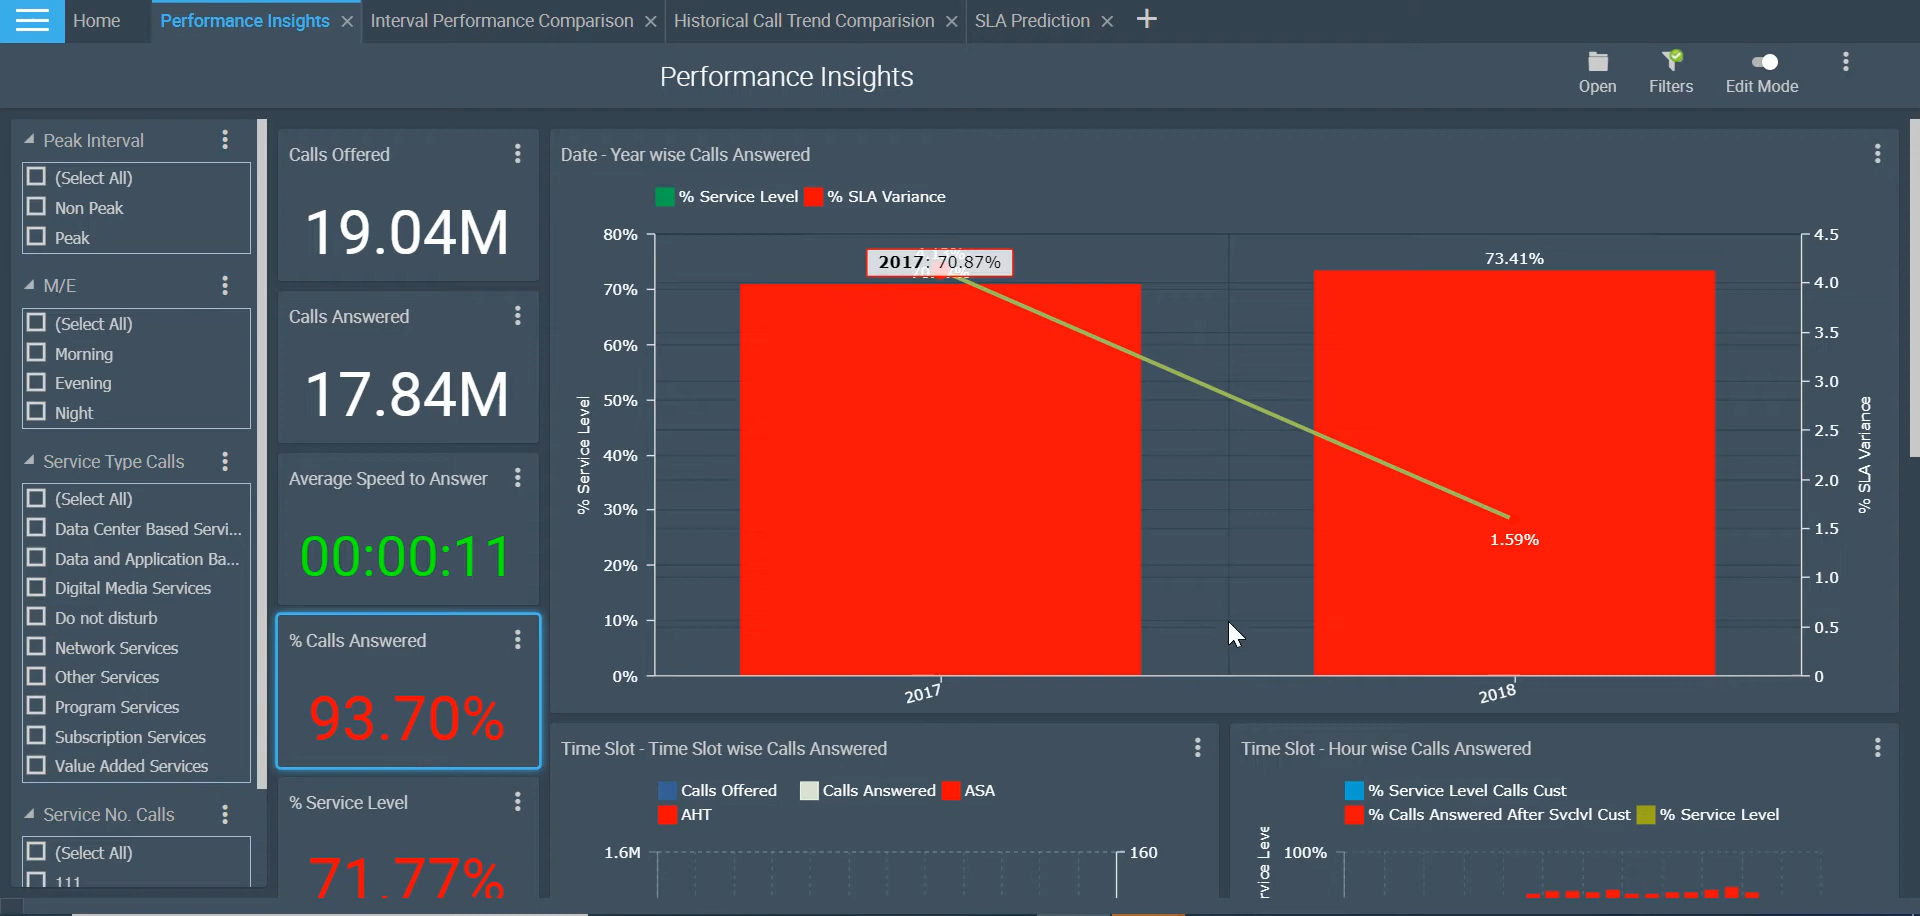 Home
Performance Insights
Interval Performance Comparison
Historical Call Trend Comparision
SLA Prediction
Performance Insights
Open
Filters
Edit Mode
Peak Interval
(Select All)
Non Peak
Peak
M/E
(Select All)
Morning
Evening
Night
Service Type Calls
(Select All)
Data Center Based Servi...
Data and Application Ba...
Digital Media Services
Do not disturb
Network Services
Other Services
Program Services
Subscription Services
Value Added Services
Service No. Calls
(Select All)
111
Calls Offered
19.04M
Calls Answered
17.84M
Average Speed to Answer
00:00:11
% Calls Answered
93.70%
% Service Level
71.77%
Date - Year wise Calls Answered
% Service Level
% SLA Variance
80%
70%
60%
50%
40%
30%
20%
10%
0%
% Service Level
2017: 70.87%
73.41%
1.59%
4.5
4.0
3.5
3.0
2.5
2.0
1.5
1.0
0.5
0
% SLA Variance
2017
2018
Time Slot - Time Slot wise Calls Answered
Calls Offered
Calls Answered
ASA
AHT
1.6M
160
Time Slot - Hour wise Calls Answered
% Service Level Calls Cust
% Calls Answered After Svclvl Cust
% Service Level
100%